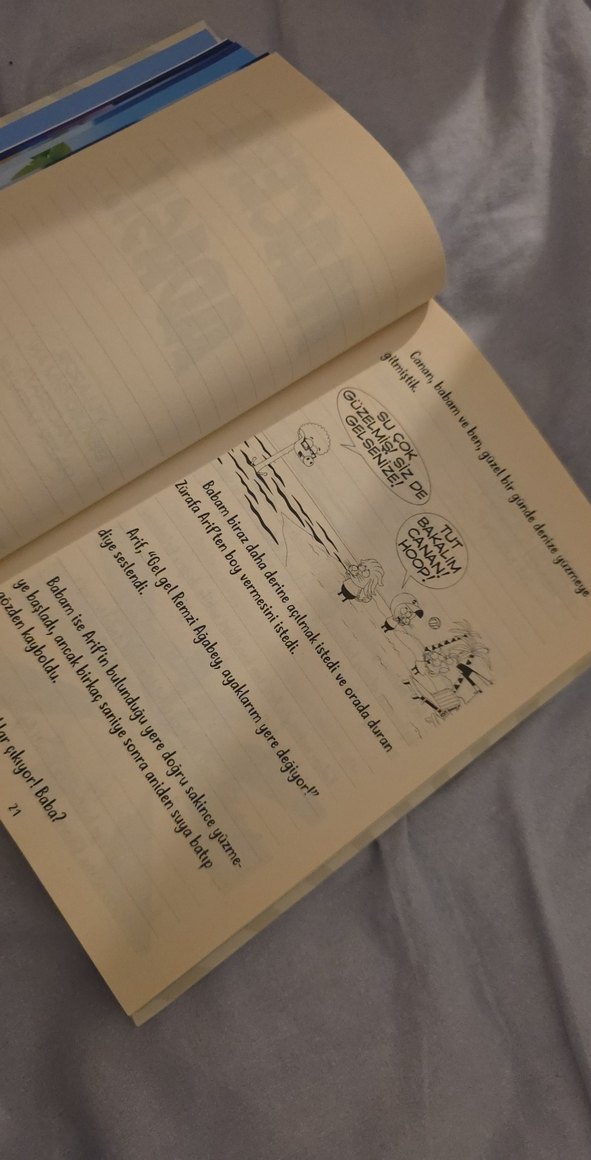 Canan, babam ve ben, güzel bir günde denize yüzmeye
gitmiştik.
SU ÇOK
GÜZELMİŞ! SİZ DE
GELSENİZE!
TUT
BAKALIM
CANAN!
HOOP!
Babam biraz daha derine açılmak istedi ve orada duran
Zürafa Arif'ten boy vermesini istedi.
Arif, "Gel gel Remzi Ağabey, ayaklarım yere değiyor!"
diye seslendi.
Babam ise Arif'in bulunduğu yere doğru sakince yüzme-
ye başladı, ancak birkaç saniye sonra aniden suya batıp
gözden kayboldu.
çıkıyor! Baba?
21